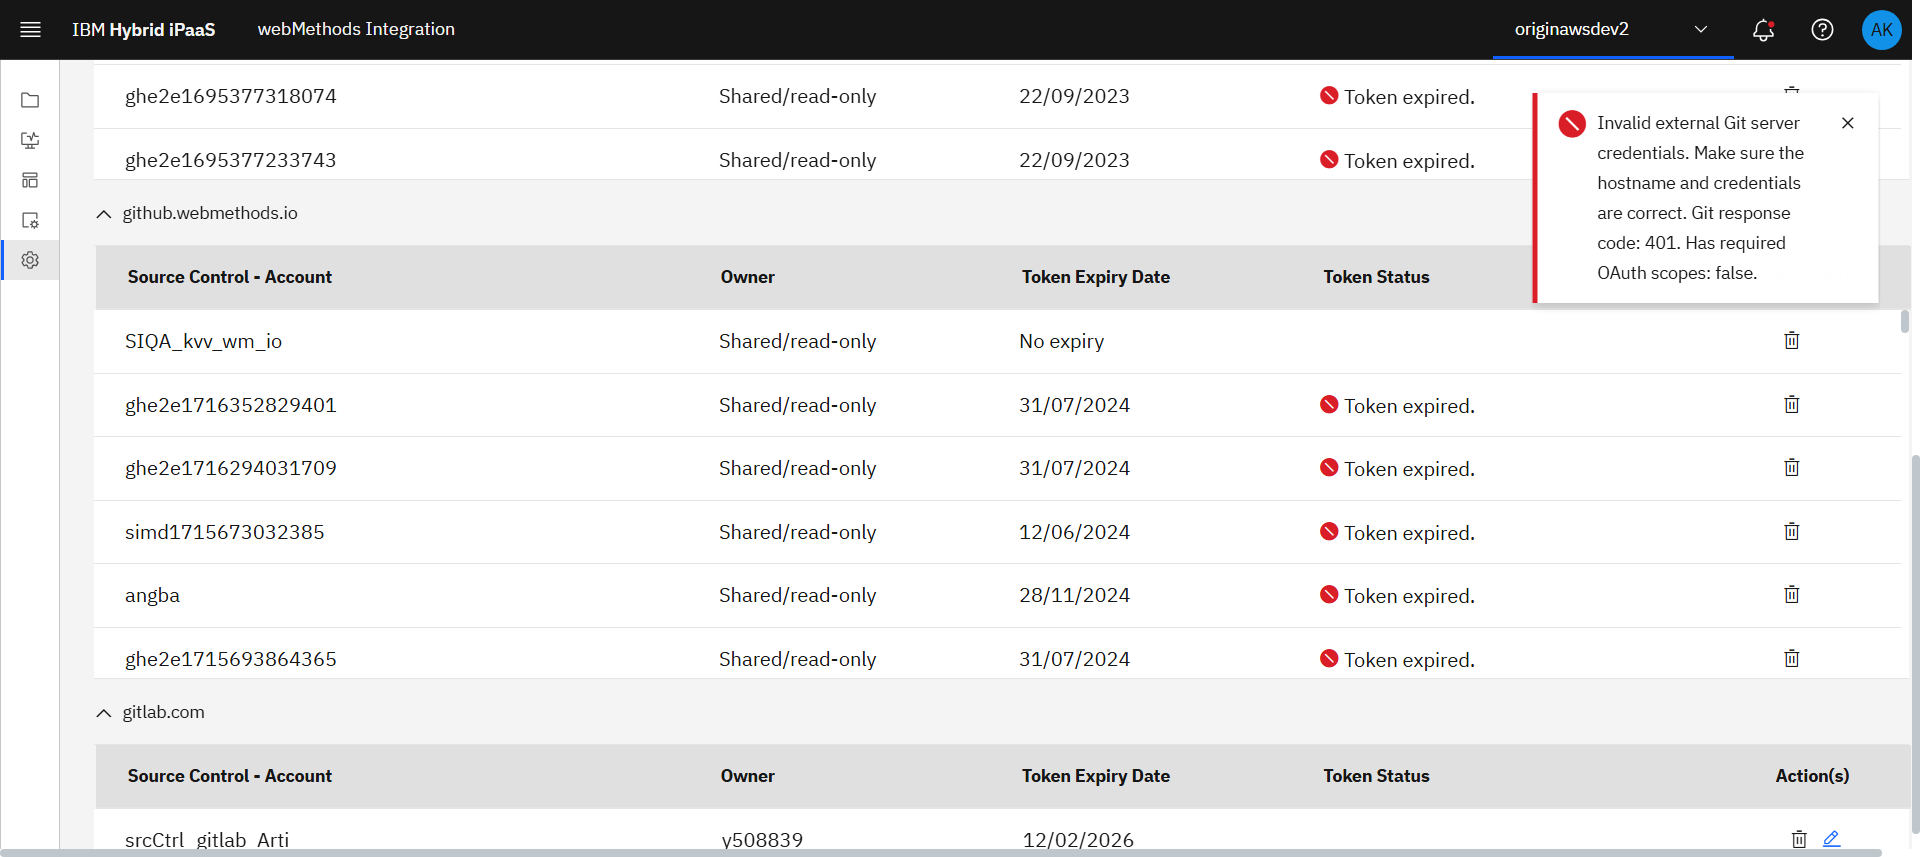 IBM Hybrid iPaaS
webMethods Integration
originawsdev2
AK
ghe2e1695377318074 Shared/read-only 22/09/2023 Token expired.
ghe2e1695377233743 Shared/read-only 22/09/2023 Token expired.
Invalid external Git server
credentials. Make sure the
hostname and credentials
are correct. Git response
code: 401. Has required
OAuth scopes: false.
github.webmethods.io
Source Control - Account Owner Token Expiry Date Token Status
SIQA_kvv_wm_io Shared/read-only No expiry
ghe2e1716352829401 Shared/read-only 31/07/2024 Token expired.
ghe2e1716294031709 Shared/read-only 31/07/2024 Token expired.
simd1715673032385 Shared/read-only 12/06/2024 Token expired.
angba Shared/read-only 28/11/2024 Token expired.
ghe2e1715693864365 Shared/read-only 31/07/2024 Token expired.
gitlab.com
Source Control - Account Owner Token Expiry Date Token Status Action(s)
srcCtrl_gitlab_Arti y508839 12/02/2026